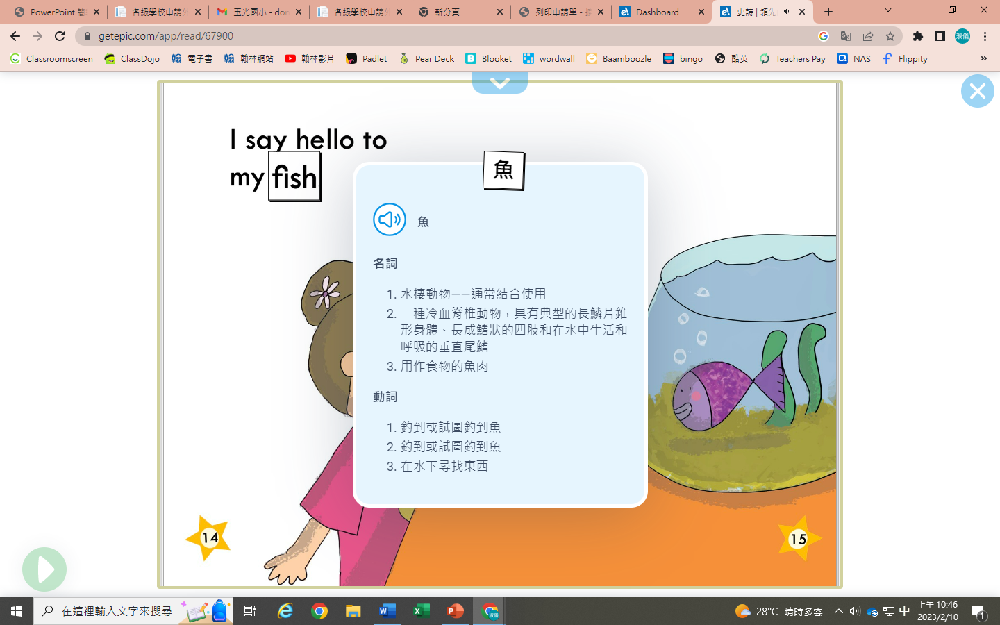 PowerPoint 簡
各級學校申請外
玉光國小 - don
各級學校申請外
新分頁
列印申請單 - 揮
Dashboard
史詩 | 領先
getepic.com/app/read/67900
淑儀
Classroomscreen
ClassDojo
電子書
翰林網站
翰林影片
Padlet
Pear Deck
Blooket
wordwall
Baamboozle
bingo
酷英
Teachers Pay
NAS
Flippity
»
I say hello to
my fish.
魚
魚
名詞
1. 水棲動物——通常結合使用
2. 一種冷血脊椎動物，具有典型的長鱗片錐
形身體、長成鰭狀的四肢和在水中生活和
呼吸的垂直尾鰭
3. 用作食物的魚肉
動詞
1. 釣到或試圖釣到魚
2. 釣到或試圖釣到魚
3. 在水下尋找東西
14
15
在這裡輸入文字來搜尋
28°C 晴時多雲
中
上午 10:46
2023/2/10
1